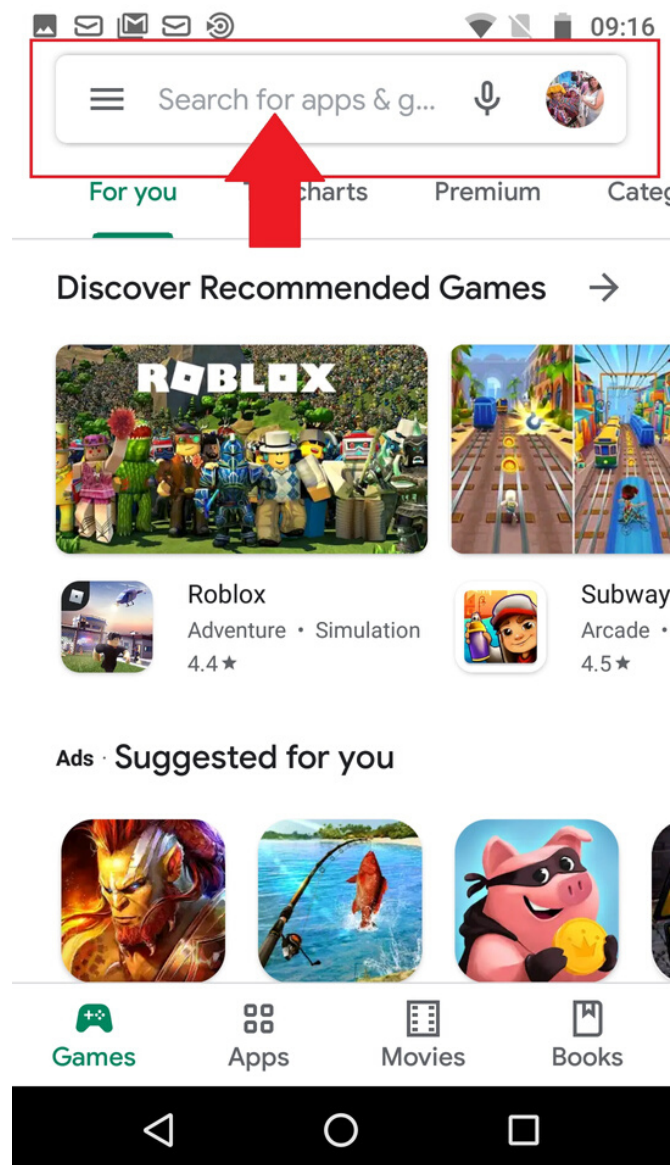 09:16
Search for apps & g...
For you charts Premium Categ
Discover Recommended Games
ROBLOX
Roblox
Adventure • Simulation
4.4★
Subway
Arcade •
4.5★
Ads · Suggested for you
Games Apps Movies Books